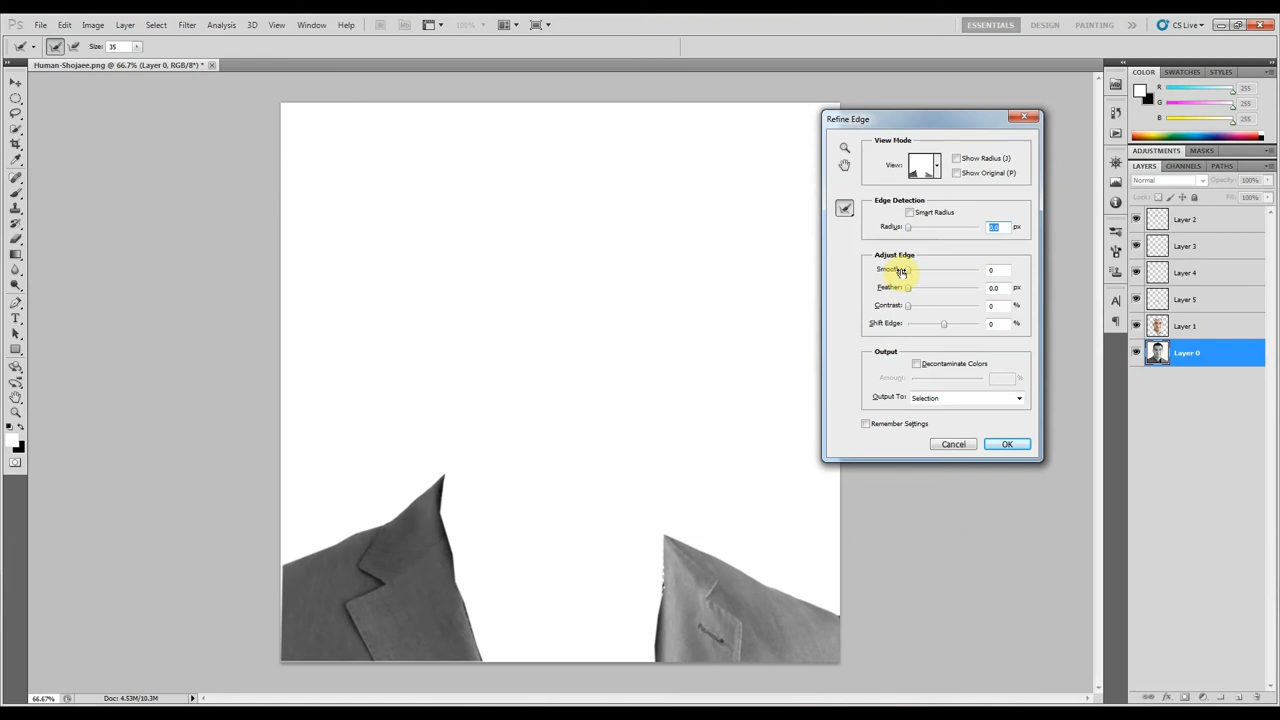 Ps File Edit Image Layer Select Filter Analysis 3D View Window Help 100% ESSENTIALS DESIGN PAINTING CS Live
Size: 35
Human-Shojaee.png @ 66.7% (Layer 0, RGB/8*) *
COLOR SWATCHES STYLES
R 255
G 255
B 255
ADJUSTMENTS MASKS
LAYERS CHANNELS PATHS
Normal Opacity: 100%
Lock: Fill: 100%
Layer 2
Layer 3
Layer 4
Layer 5
Layer 1
Layer 0
Refine Edge
View Mode
View: Show Radius (J)
Show Original (P)
Edge Detection
Smart Radius
Radius: 0.0 px
Adjust Edge
Smooth: 0
Feather: 0.0 px
Contrast: 0 %
Shift Edge: 0 %
Output
Decontaminate Colors
Amount: %
Output To: Selection
Remember Settings
Cancel OK
66.67% Doc: 4.53M/10.3M